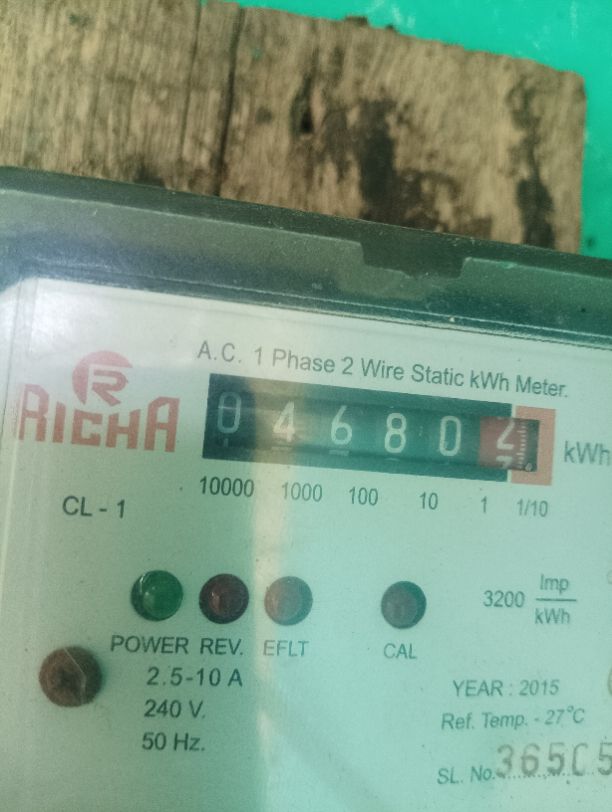 A.C. 1 Phase 2 Wire Static kWh Meter.
R
RICHA
0 4 6 8 0 2 kWh
10000 1000 100 10 1 1/10
CL - 1
3200 Imp/kWh
POWER REV. EFLT CAL
2.5-10 A
240 V.
50 Hz.
YEAR : 2015
Ref. Temp. - 27°C
SL. No.